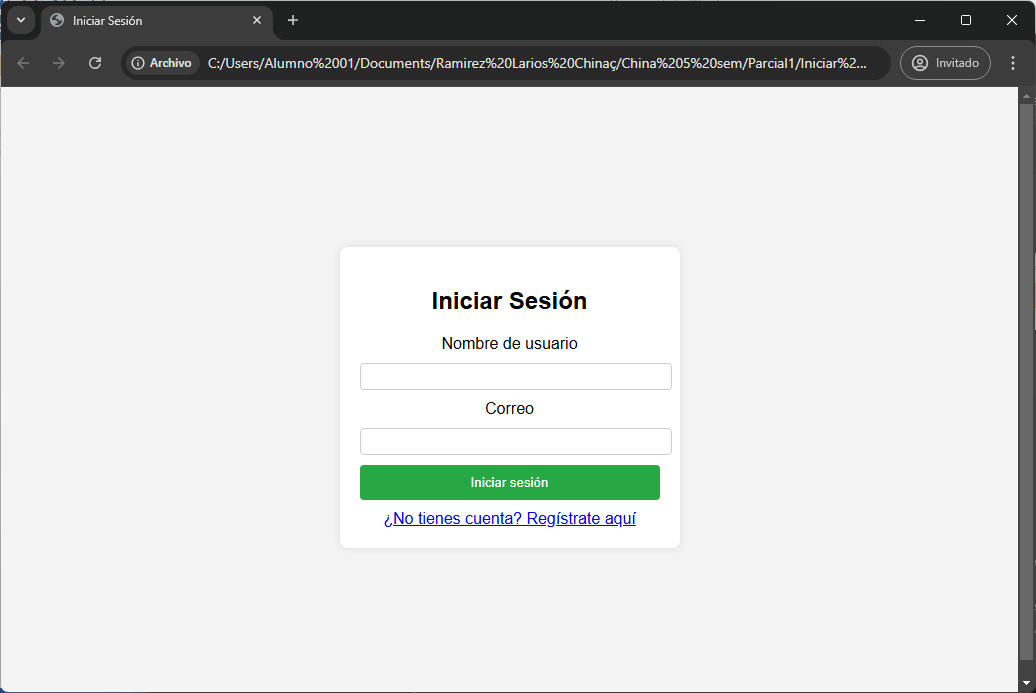 Iniciar Sesión
Archivo C:/Users/Alumno%2001/Documents/Ramirez%20Larios%20Chinaç/China%205%20sem/Parcial1/Iniciar%2... Invitado
Iniciar Sesión
Nombre de usuario
Correo
Iniciar sesión
¿No tienes cuenta? Regístrate aquí